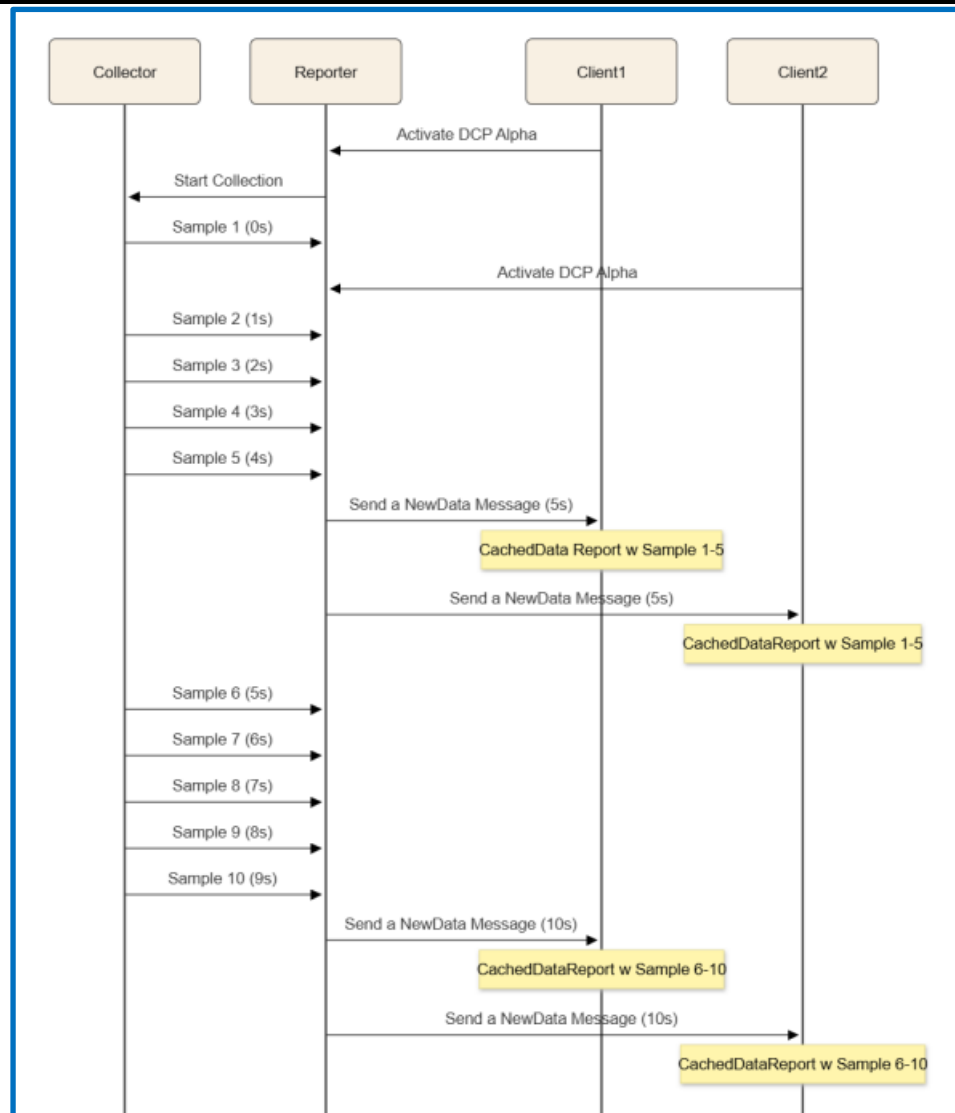 Collector
Reporter
Client1
Client2
Activate DCP Alpha
Start Collection
Sample 1 (0s)
Activate DCP Alpha
Sample 2 (1s)
Sample 3 (2s)
Sample 4 (3s)
Sample 5 (4s)
Send a NewData Message (5s)
CachedData Report w Sample 1-5
Send a NewData Message (5s)
CachedDataReport w Sample 1-5
Sample 6 (5s)
Sample 7 (6s)
Sample 8 (7s)
Sample 9 (8s)
Sample 10 (9s)
Send a NewData Message (10s)
CachedDataReport w Sample 6-10
Send a NewData Message (10s)
CachedDataReport w Sample 6-10